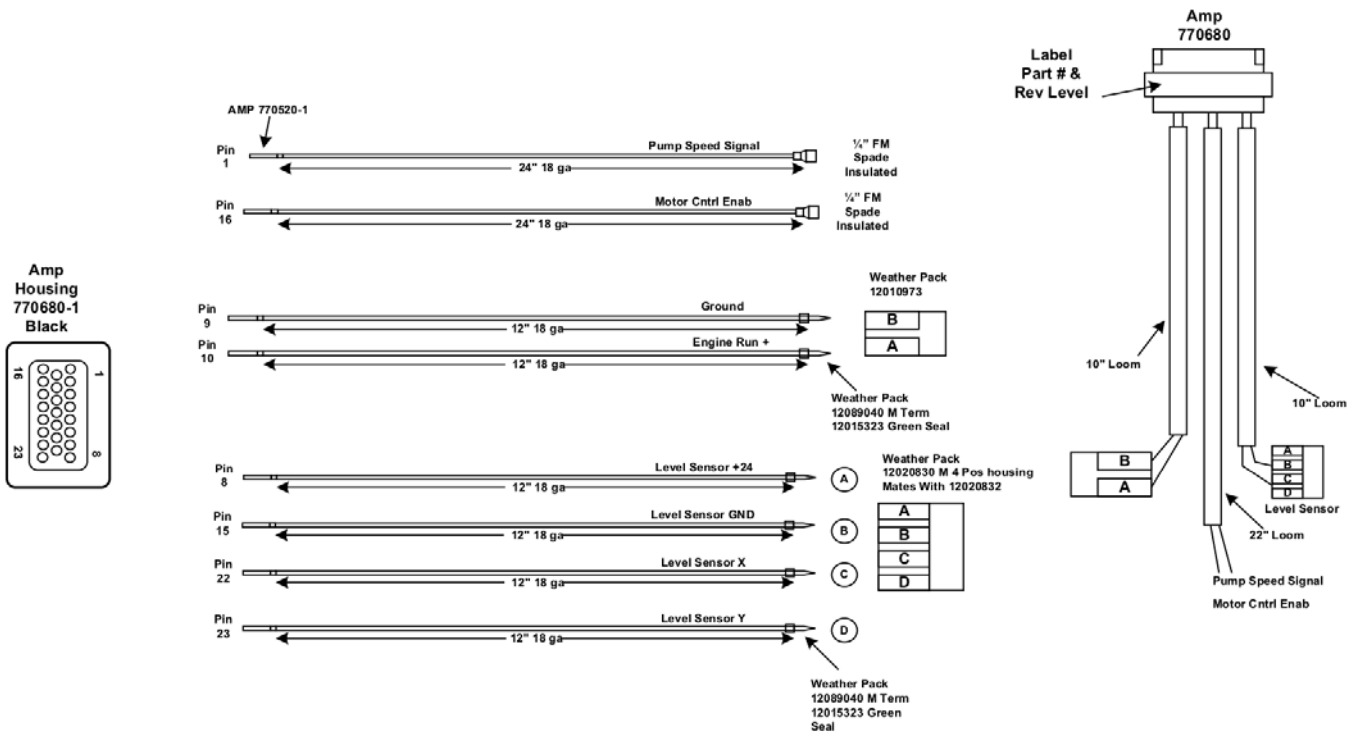 Amp
Housing
770680-1
Black
16
1
23
8
AMP 770520-1
Pin
1
Pump Speed Signal
24" 18 ga
¼" FM
Spade
Insulated
Pin
16
Motor Cntrl Enab
24" 18 ga
¼" FM
Spade
Insulated
Pin
9
Ground
12" 18 ga
Pin
10
Engine Run +
12" 18 ga
Weather Pack
12010973
B
A
Weather Pack
12089040 M Term
12015323 Green Seal
Pin
8
Level Sensor +24
12" 18 ga
A
Pin
15
Level Sensor GND
12" 18 ga
B
Pin
22
Level Sensor X
12" 18 ga
C
Pin
23
Level Sensor Y
12" 18 ga
D
Weather Pack
12020830 M 4 Pos housing
Mates With 12020832
A
B
C
D
Weather Pack
12089040 M Term
12015323 Green
Seal
Amp
770680
Label
Part # &
Rev Level
10" Loom
10" Loom
B
A
A
B
C
D
Level Sensor
22" Loom
Pump Speed Signal
Motor Cntrl Enab